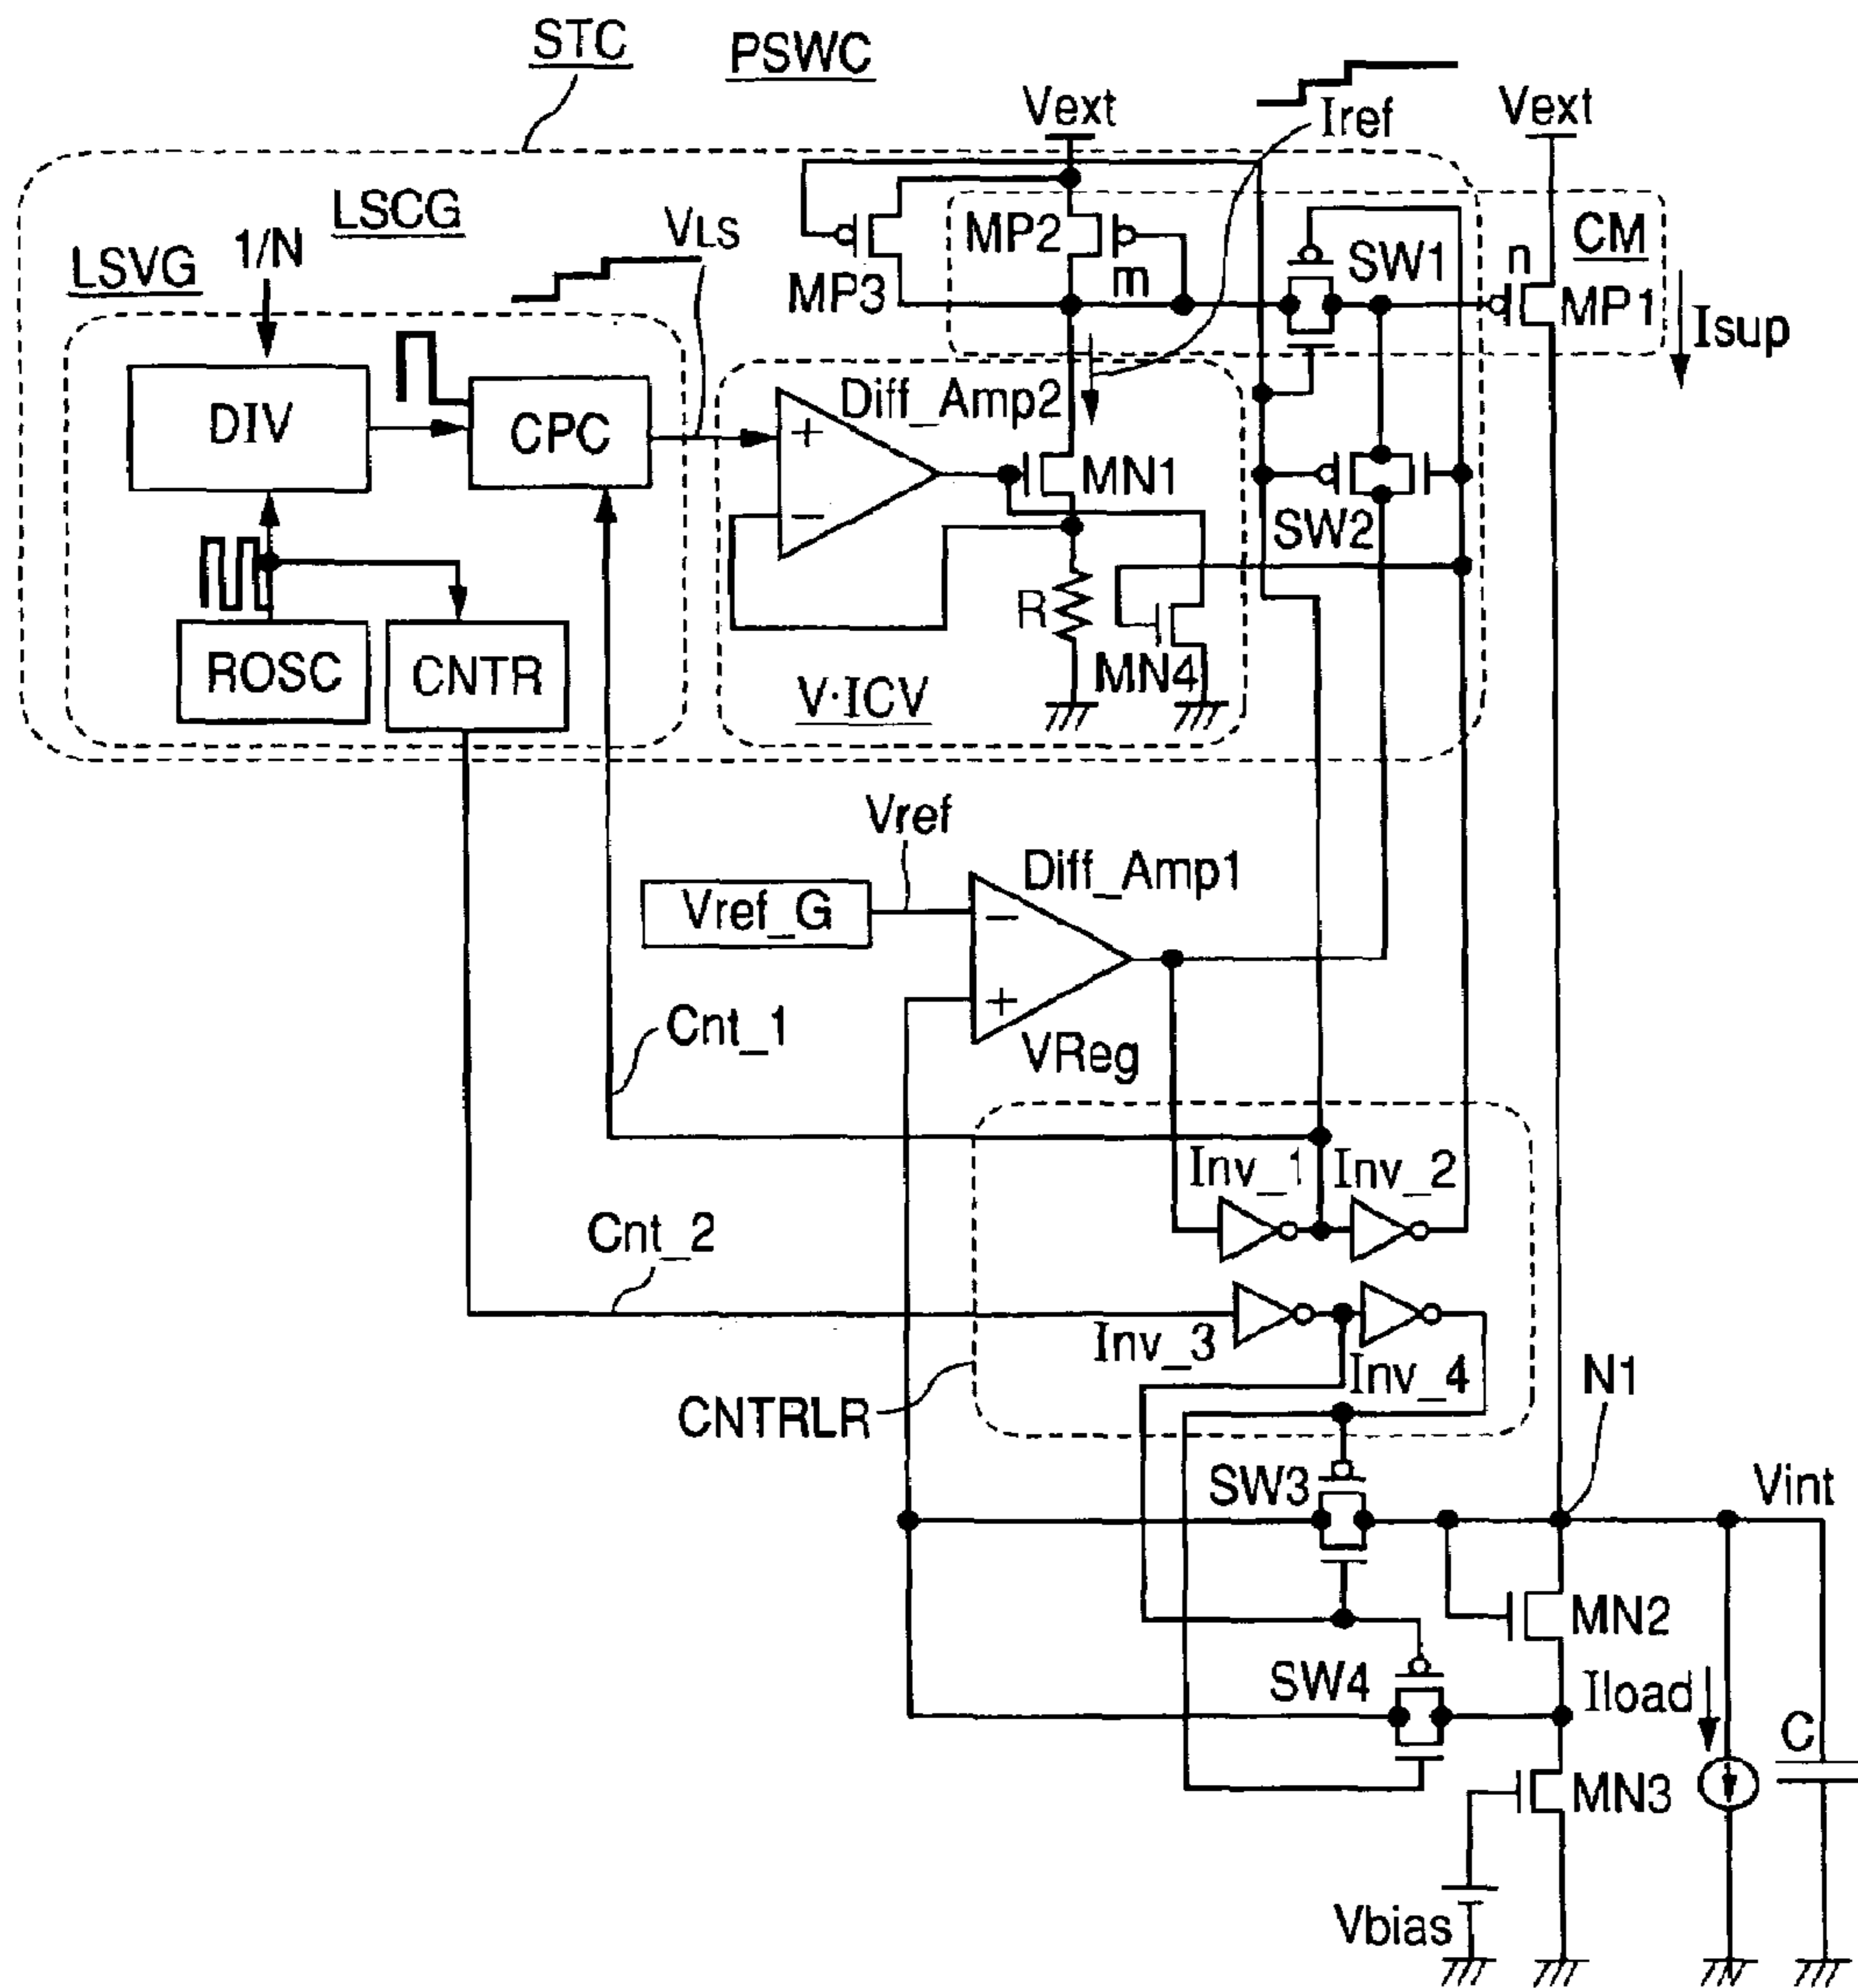 STC
PSWC
Vext
Iref
Vext
LSCG
VLS
MP2
SW1
CM
1/N
LSVG
MP3
m
n
MP1
Isup
DIV
CPC
Diff_Amp2
+
−
MN1
SW2
R
ROSC
CNTR
MN4
V·ICV
Vref
Diff_Amp1
Vref_G
−
+
Cnt_1
VReg
Inv_1
Inv_2
Cnt_2
Inv_3
Inv_4
N1
CNTRLR
SW3
Vint
MN2
SW4
Iload
C
MN3
Vbias